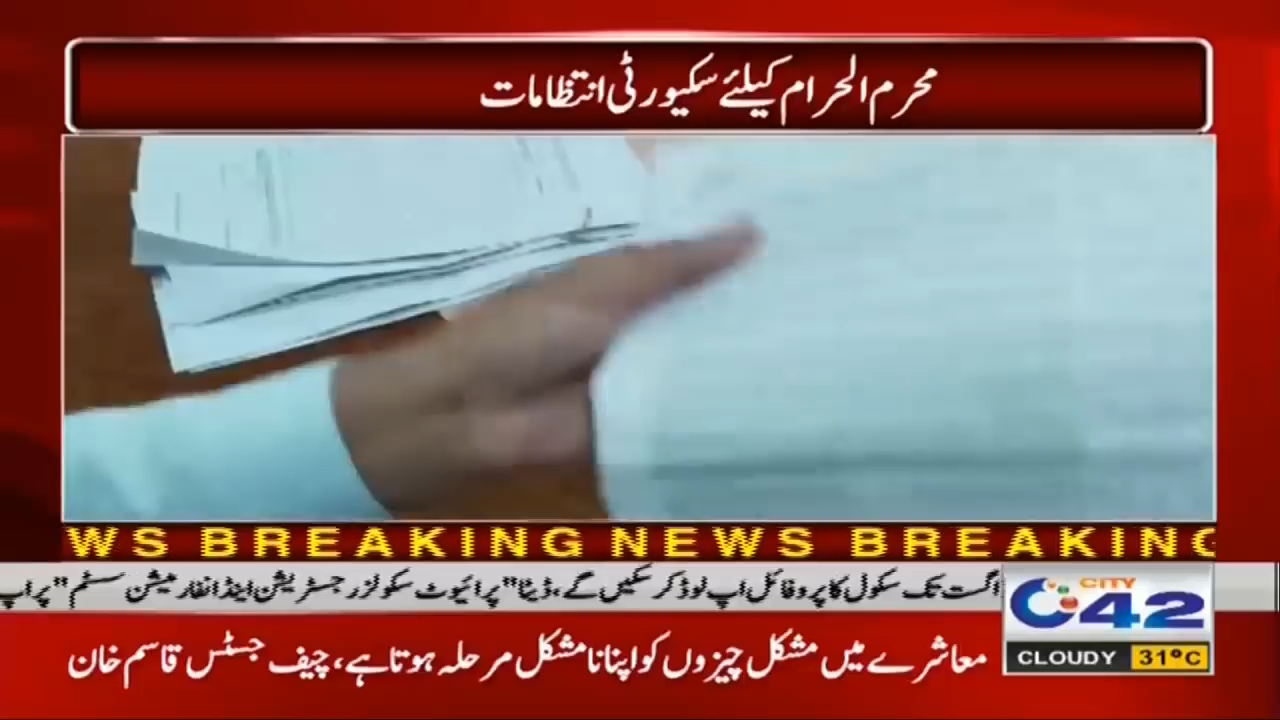 محرم الحرام کیلئے سکیورٹی انتظامات
WS BREAKING NEWS BREAKING
اگست تک سکول کا پروفائل اپ لوڈ کر سکیں گے، ڈیٹا "پرائیوٹ سکولز رجسٹریشن اینڈ انفارمیشن سسٹم" پر اپ
CITY
42
معاشرے میں مشکل چیزوں کو اپنانا مشکل مرحلہ ہوتا ہے، چیف جسٹس قاسم خان
CLOUDY 31°C